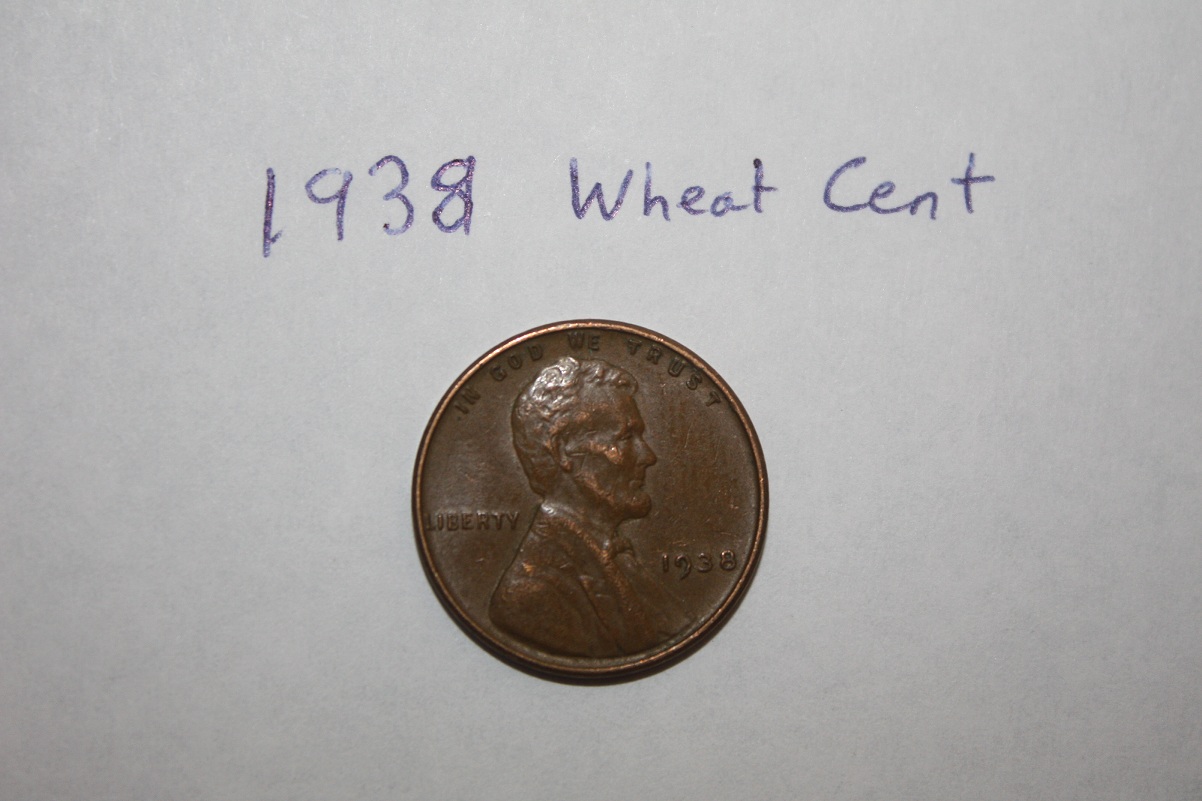 1938 Wheat Cent
IN GOD WE TRUST
LIBERTY
1938